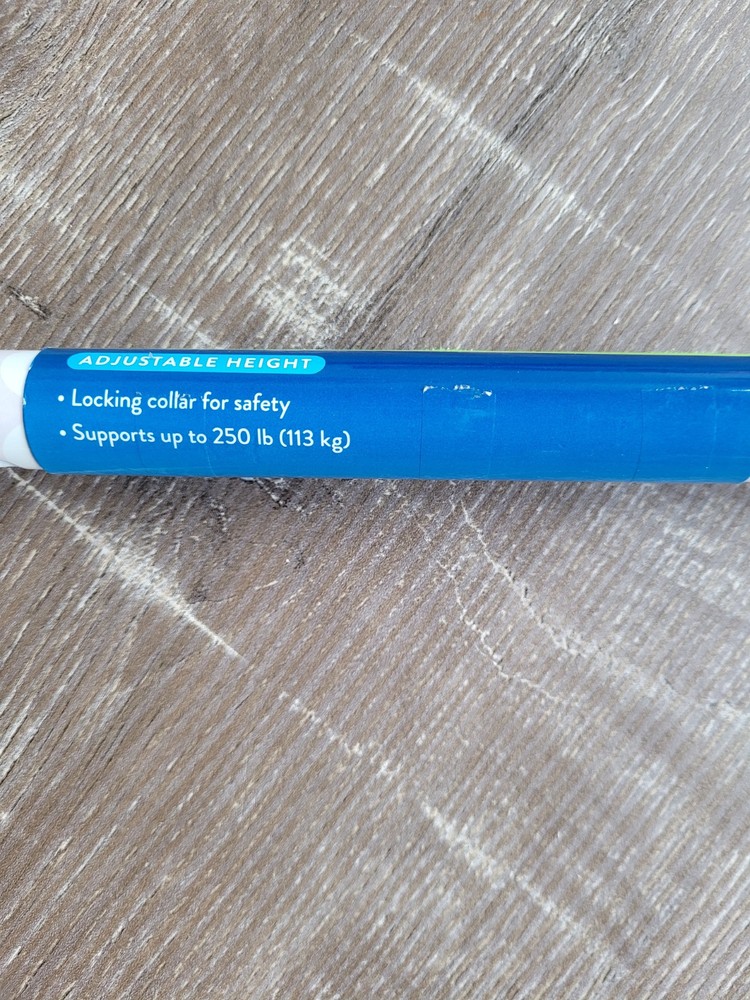 ADJUSTABLE HEIGHT
• Locking collar for safety
• Supports up to 250 lb (113 kg)